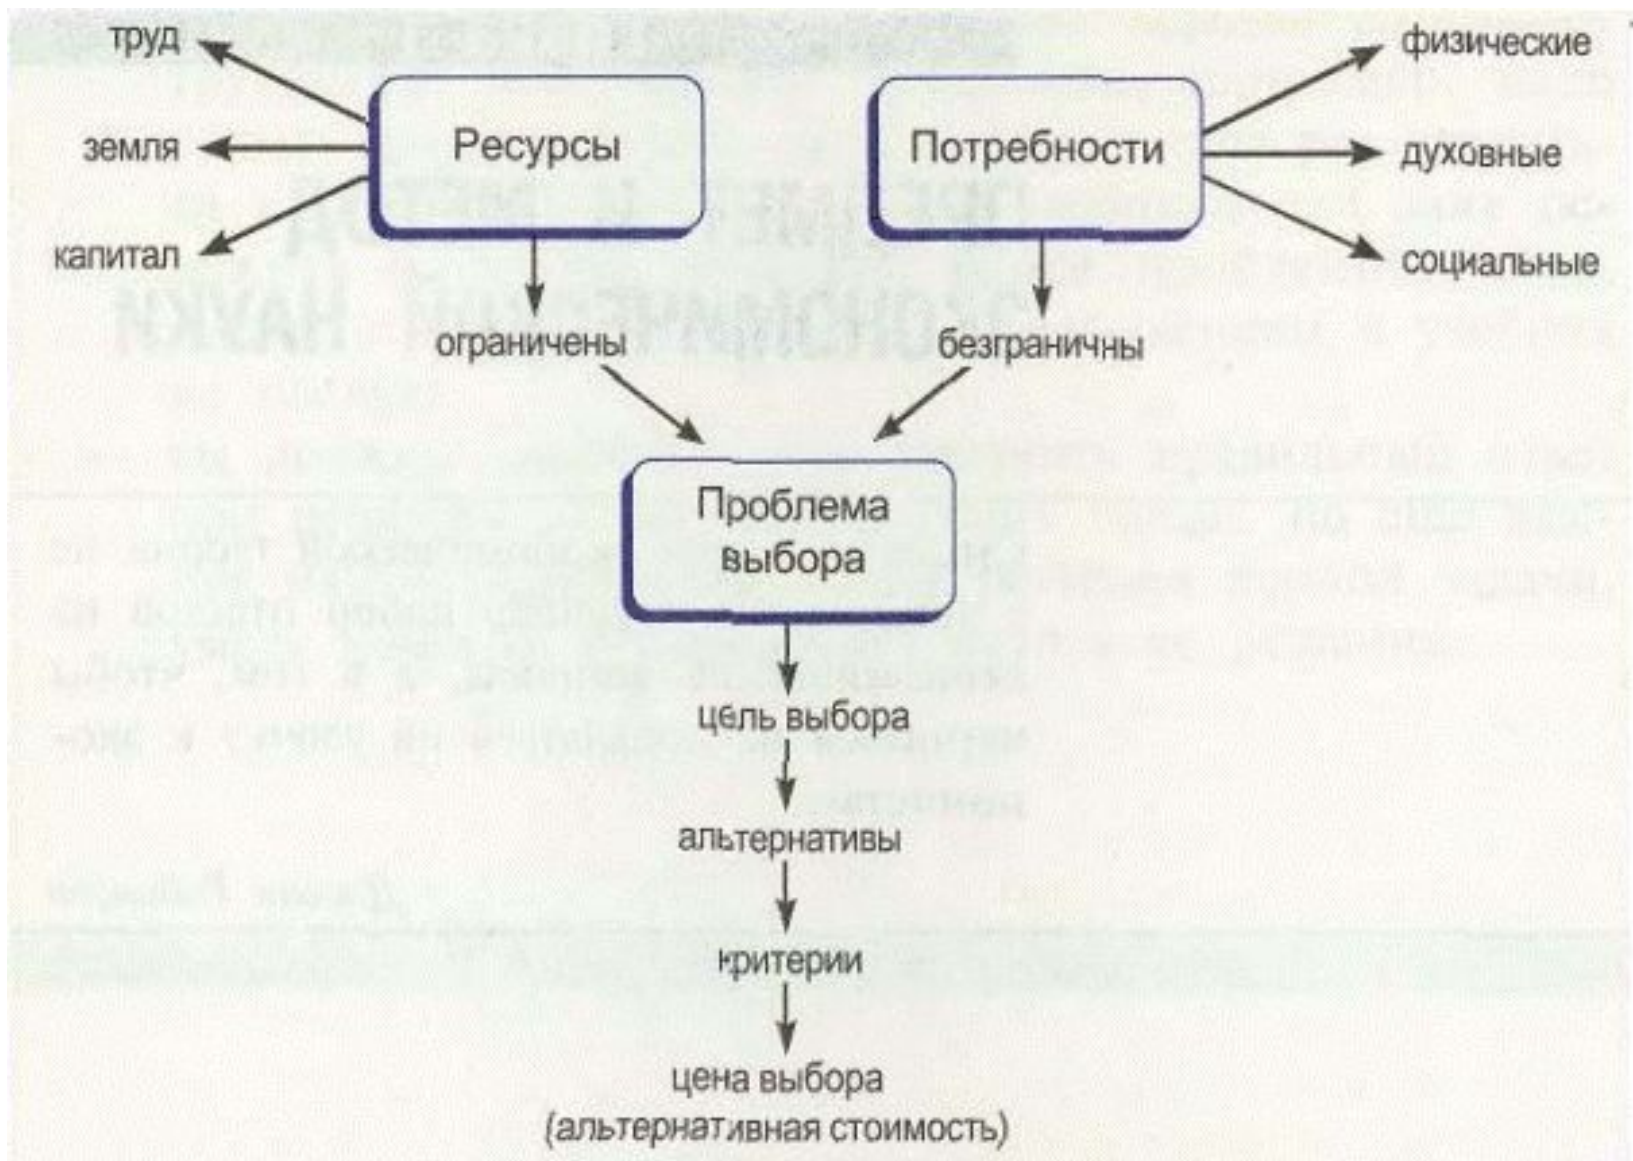 труд
физические
Ресурсы
Потребности
земля
духовные
капитал
социальные
ограничены
безграничны
Проблема
выбора
цель выбора
альтернативы
критерии
цена выбора
(альтернативная стоимость)